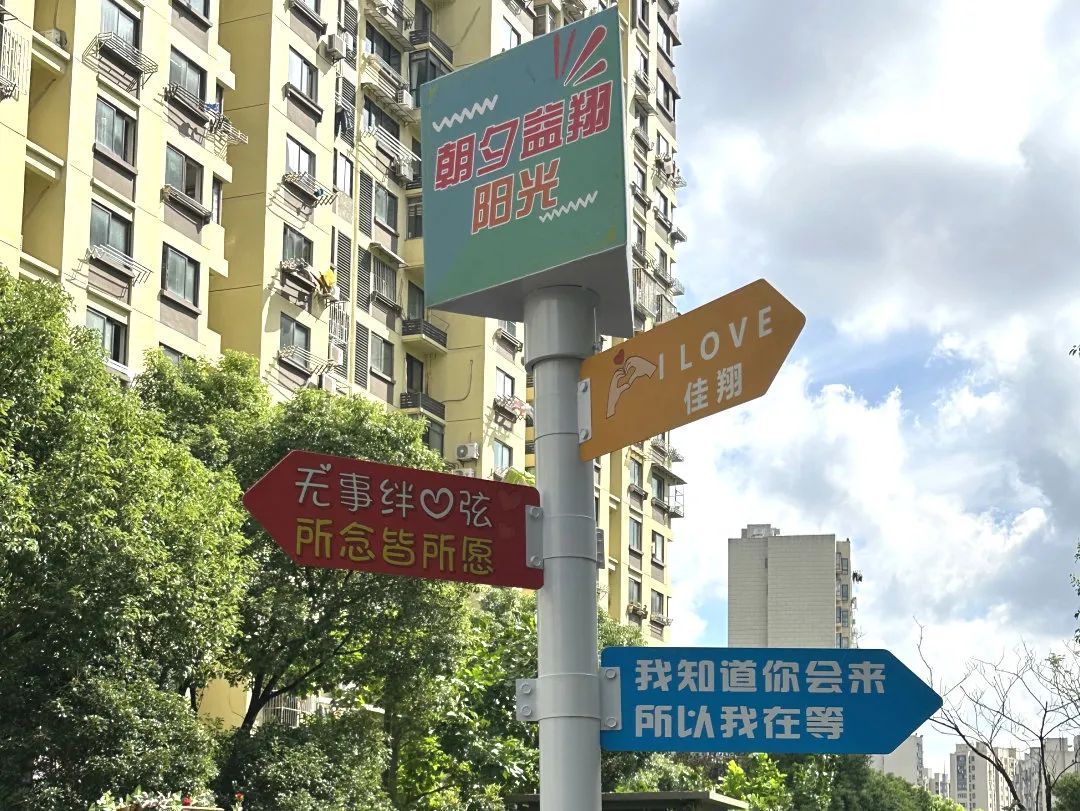 朝夕益翔
阳光
I LOVE
佳翔
无事绊♡弦
所念皆所愿
我知道你会来
所以我在等